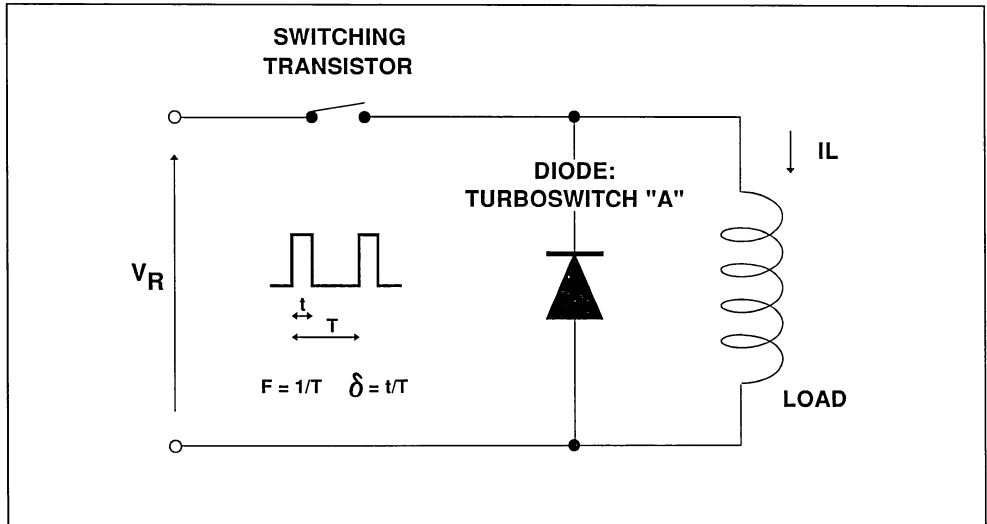 SWITCHING
TRANSISTOR
IL
DIODE:
TURBOSWITCH "A"
VR
t
T
F = 1/T δ = t/T
LOAD